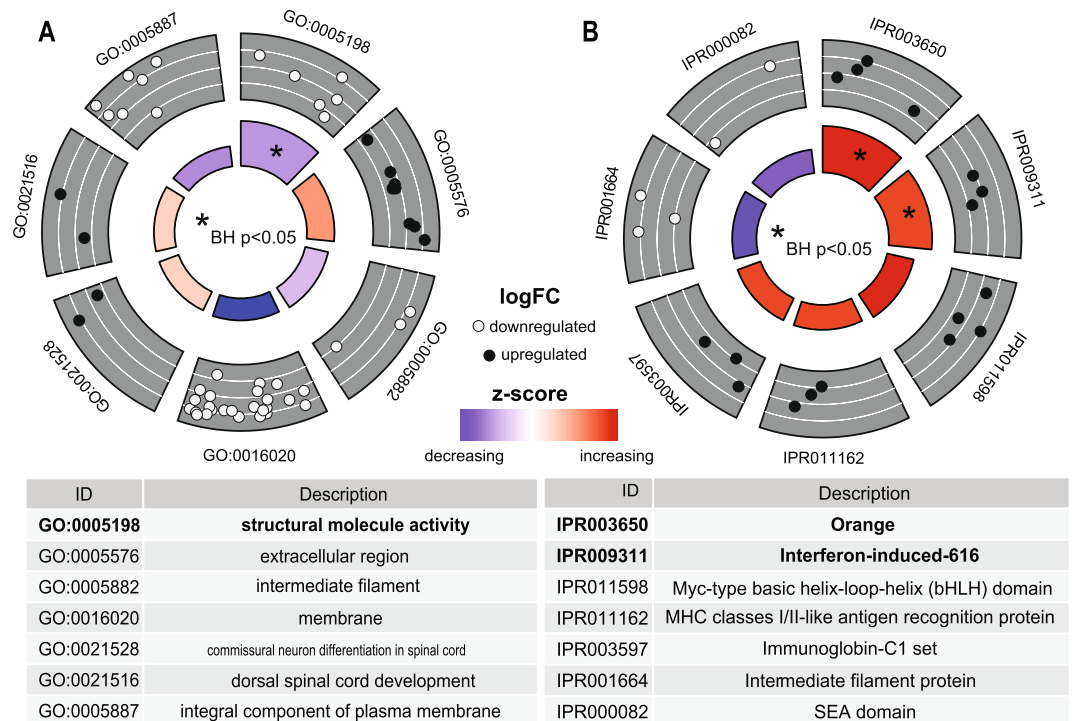 A
GO:0005887
GO:0005198
GO:0005576
GO:0005882
GO:0016020
GO:0021528
GO:0021516
*
*
BH p<0.05
B
IPR000082
IPR003650
IPR009311
IPR011598
IPR011162
IPR003597
IPR001664
*
*
*
BH p<0.05
logFC
downregulated
upregulated
z-score
decreasing increasing
ID Description
GO:0005198 structural molecule activity
GO:0005576 extracellular region
GO:0005882 intermediate filament
GO:0016020 membrane
GO:0021528 commissural neuron differentiation in spinal cord
GO:0021516 dorsal spinal cord development
GO:0005887 integral component of plasma membrane
ID Description
IPR003650 Orange
IPR009311 Interferon-induced-616
IPR011598 Myc-type basic helix-loop-helix (bHLH) domain
IPR011162 MHC classes I/II-like antigen recognition protein
IPR003597 Immunoglobin-C1 set
IPR001664 Intermediate filament protein
IPR000082 SEA domain